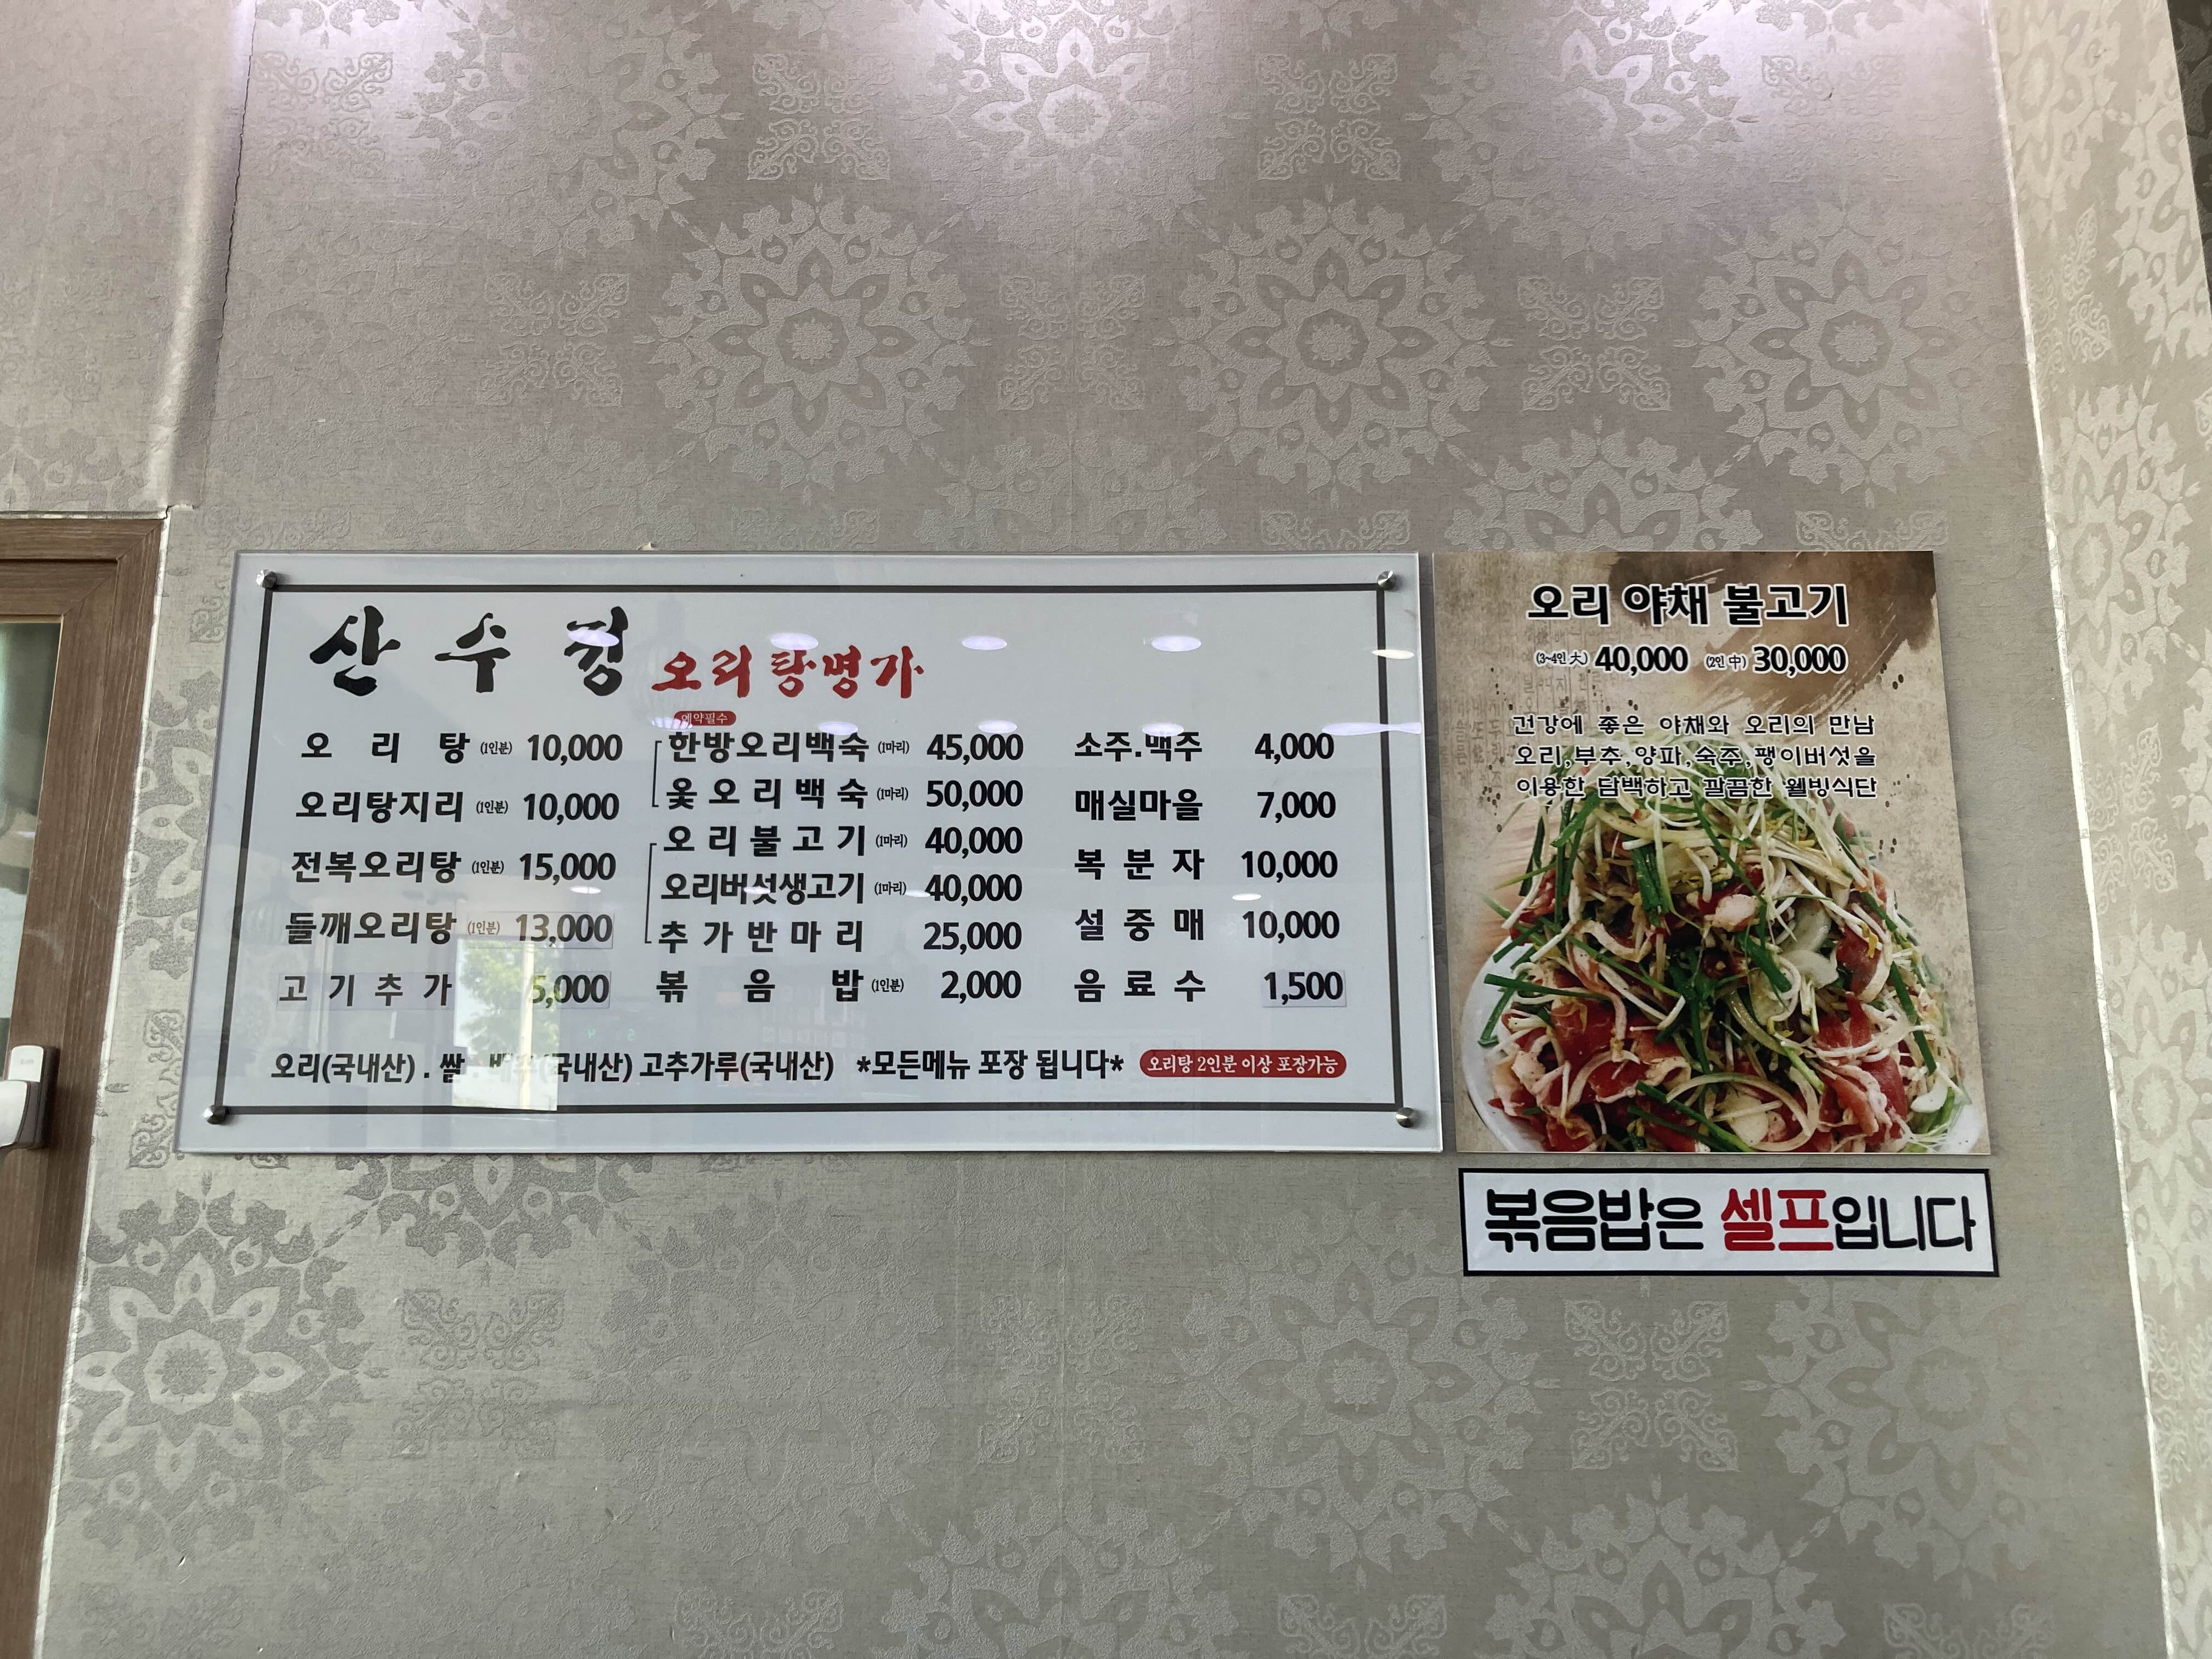 산수정 오리탕명가
예약필수
오리탕 (1인분) 10,000
오리탕지리 (1인분) 10,000
전복오리탕 (1인분) 15,000
들깨오리탕 (1인분) 13,000
고기추가 5,000
한방오리백숙 (1마리) 45,000
옻오리백숙 (1마리) 50,000
오리불고기 (1마리) 40,000
오리버섯생고기 (1마리) 40,000
추가반마리 25,000
볶음밥 (1인분) 2,000
소주.맥주 4,000
매실마을 7,000
복분자 10,000
설중매 10,000
음료수 1,500
오리(국내산) . 쌀 (국내산) 고추가루(국내산) *모든메뉴 포장 됩니다* 오리탕 2인분 이상 포장가능
오리 야채 불고기
(3~4인 大) 40,000 (2인 中) 30,000
건강에 좋은 야채와 오리의 만남
오리,부추,양파,숙주,팽이버섯을
이용한 담백하고 깔끔한 웰빙식단
볶음밥은 셀프입니다